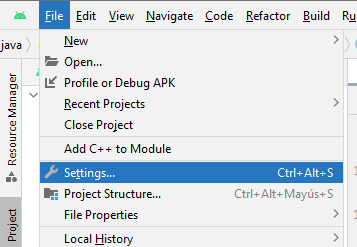 File Edit View Navigate Code Refactor Build
java
New
Open...
Profile or Debug APK
Recent Projects
Close Project
Add C++ to Module
Settings... Ctrl+Alt+S
Project Structure... Ctrl+Alt+Mayús+S
File Properties
Local History
Resource Manager
Project